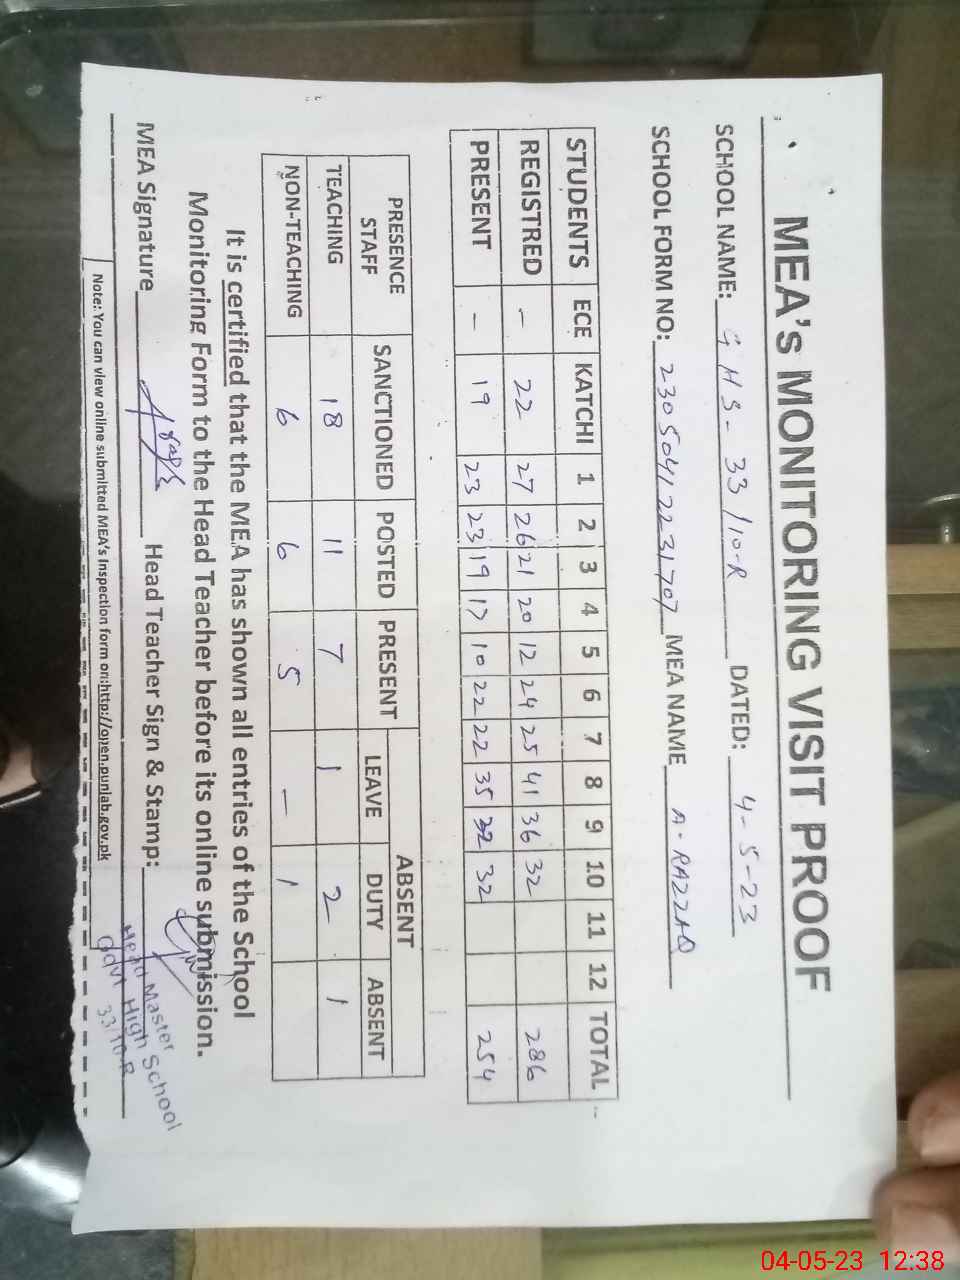 MEA's MONITORING VISIT PROOF
SCHOOL NAME: GHS- 33/10-R DATED: 4-5-23
SCHOOL FORM NO: 23050412231707 MEA NAME A. RAZZAQ
STUDENTS ECE KATCHI 1 2 3 4 5 6 7 8 9 10 11 12 TOTAL
REGISTRED - 22 27 26 21 20 12 24 25 41 36 32 286
PRESENT - 19 23 23 19 17 10 22 22 35 32 32 254
PRESENCE STAFF SANCTIONED POSTED PRESENT ABSENT
LEAVE DUTY ABSENT
TEACHING 18 11 7 1 2 1
NON-TEACHING 6 6 5 - 1
It is certified that the MEA has shown all entries of the School
Monitoring Form to the Head Teacher before its online submission.
MEA Signature Head Teacher Sign & Stamp:
Head Master
Govt High School
33/10.R
Note: You can view online submitted MEA's Inspection form on:http://open.punjab.gov.pk
04-05-23 12:38